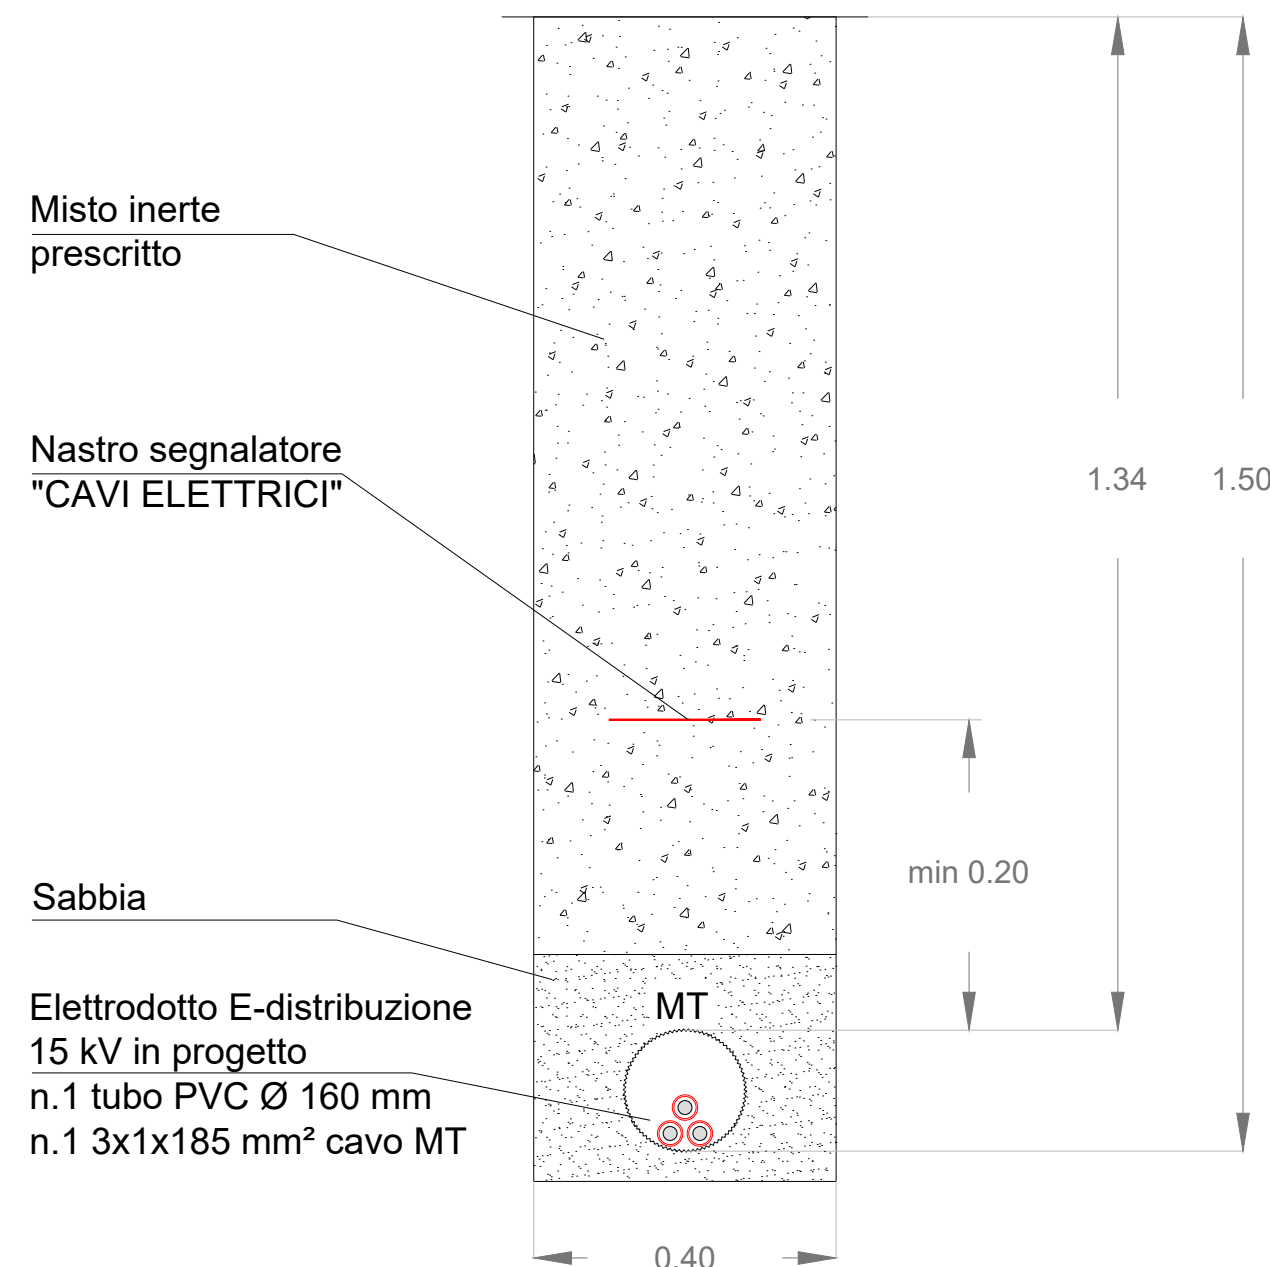 Misto inerte
prescritto
Nastro segnalatore
"CAVI ELETTRICI"
1.34
1.50
min 0.20
Sabbia
MT
Elettrodotto E-distribuzione
15 kV in progetto
n.1 tubo PVC Ø 160 mm
n.1 3x1x185 mm² cavo MT
0.40